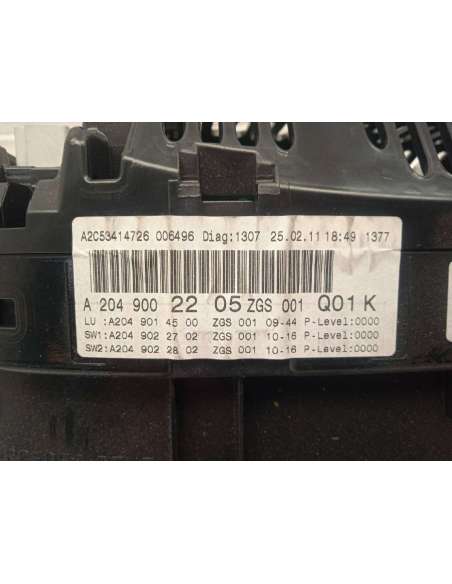 A2C53414726 006496 Diag:1307 25.02.11 18:49 1377
A 204 900 22 05 ZGS 001 Q01 K
LU :A204 901 45 00 ZGS 001 09-44 P-Level:0000
SW1:A204 902 27 02 ZGS 001 10-16 P-Level:0000
SW2:A204 902 28 02 ZGS 001 10-16 P-Level:0000